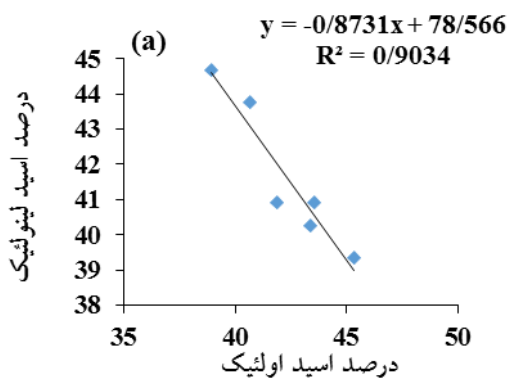 (a)
y = -0/8731x + 78/566
R² = 0/9034
درصد اسید لینولئیک
45
44
43
42
41
40
39
38
35 40 45 50
درصد اسید اولئیک